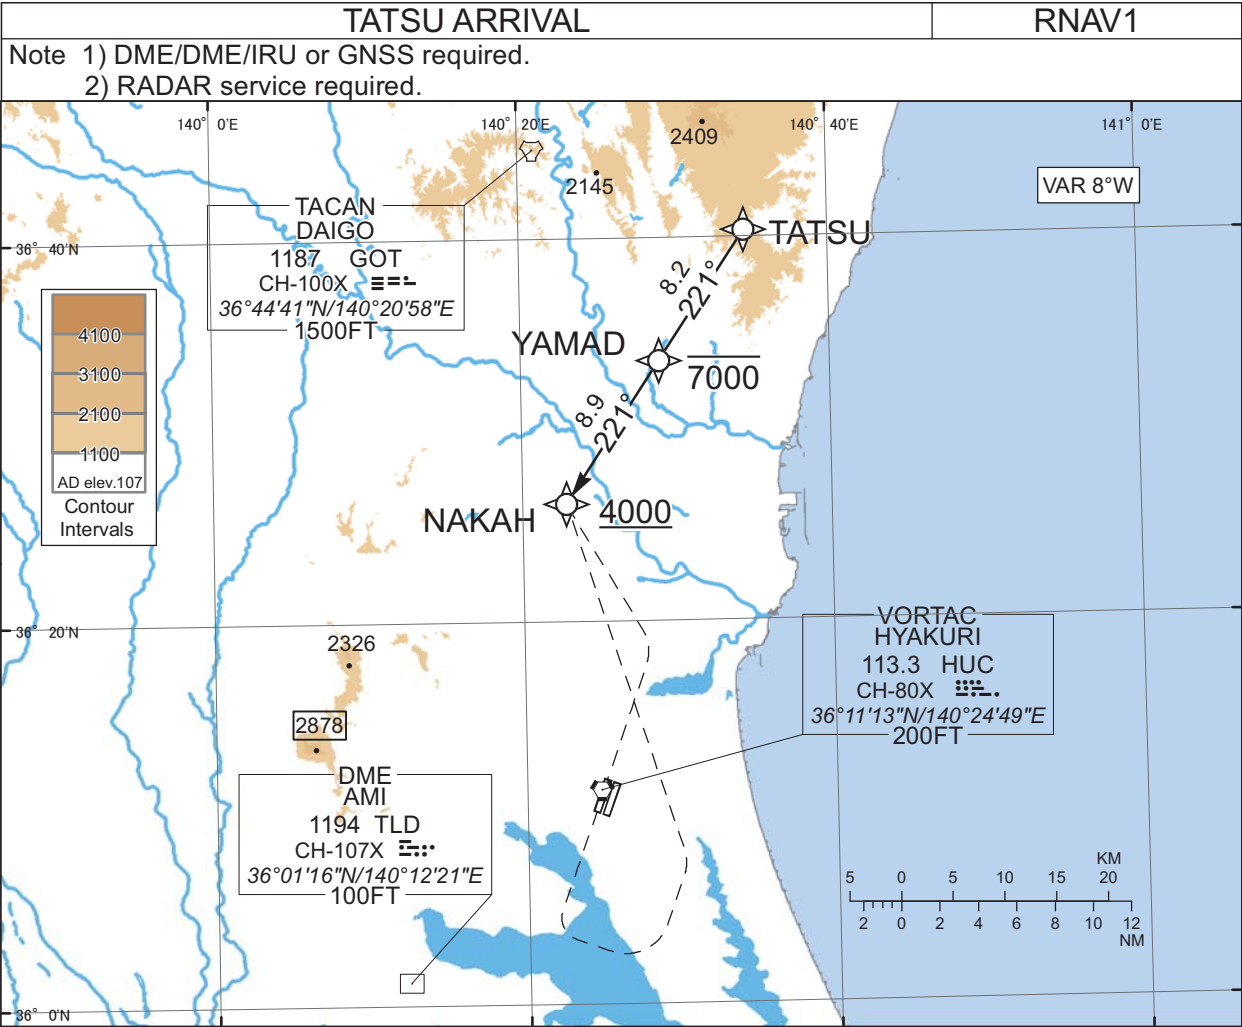 TATSU ARRIVAL
RNAV1
Note 1) DME/DME/IRU or GNSS required.
2) RADAR service required.
140° 0'E
140° 20'E
140° 40'E
141° 0'E
2409
2145
VAR 8°W
TACAN
DAIGO
1187 GOT
CH-100X
36°44'41"N/140°20'58"E
1500FT
TATSU
36° 40'N
8.2
221°
YAMAD
7000
4100
3100
2100
1100
AD elev.107
Contour
Intervals
8.9
221°
NAKAH
4000
36° 20'N
2326
2878
VORTAC
HYAKURI
113.3 HUC
CH-80X
36°11'13"N/140°24'49"E
200FT
DME
AMI
1194 TLD
CH-107X
36°01'16"N/140°12'21"E
100FT
KM
5 0 5 10 15 20
2 0 2 4 6 8 10 12
NM
36° 0'N